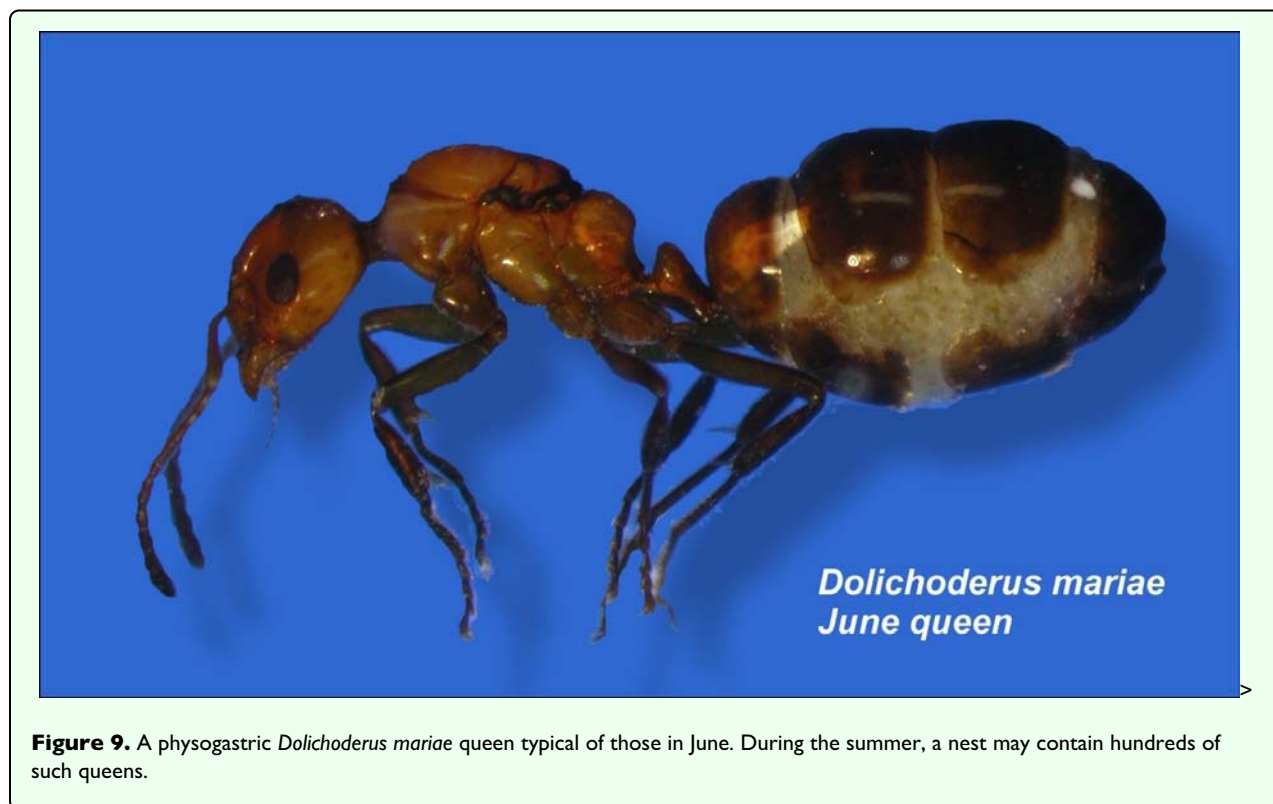 Dolichoderus mariae
June queen
>
Figure 9. A physogastric Dolichoderus mariae queen typical of those in June. During the summer, a nest may contain hundreds of
such queens.